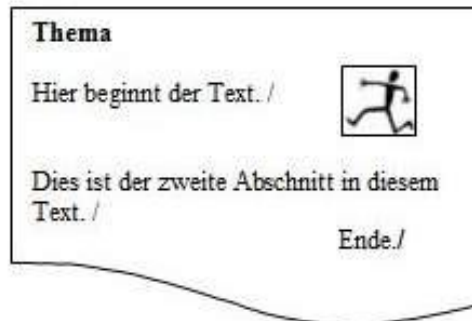 Thema
Hier beginnt der Text. /
Dies ist der zweite Abschnitt in diesem
Text. /
Ende./